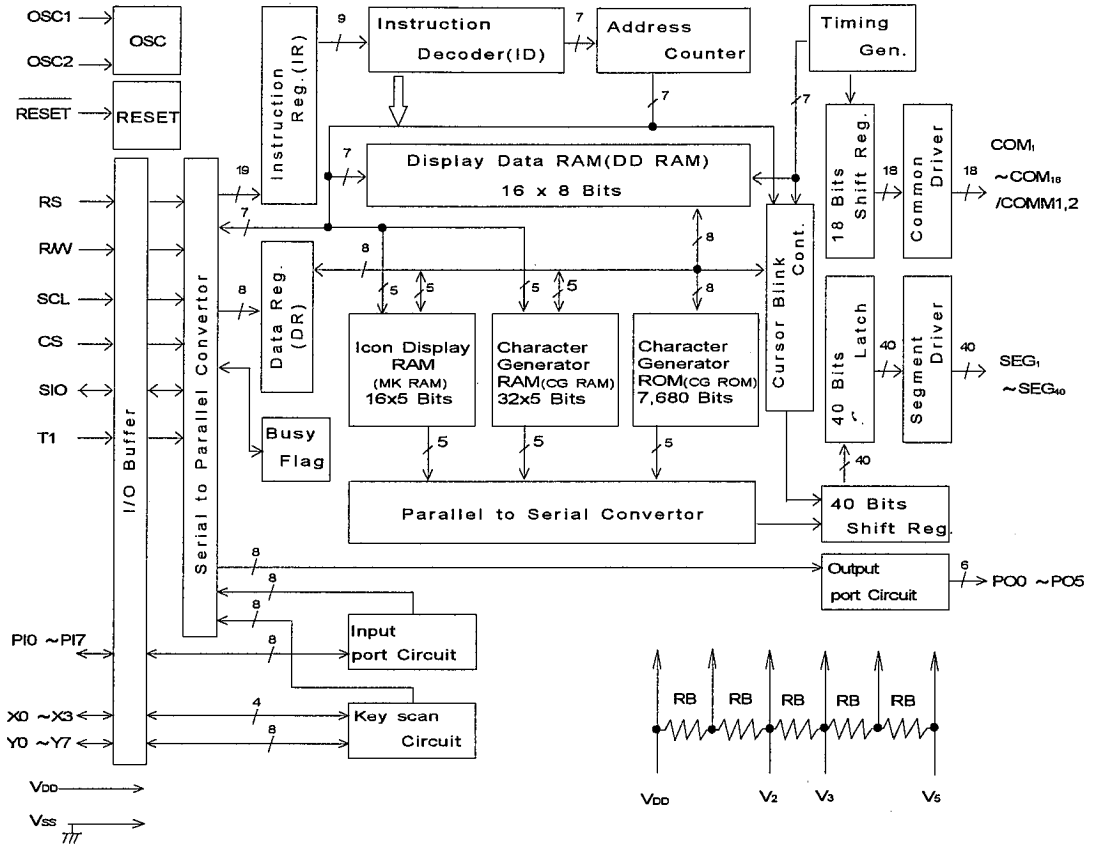 OSC1
OSC2
OSC
RESET
RESET
Instruction
Reg.(IR)
9
Instruction
Decoder(ID)
7
Address
Counter
7
Timing
Gen.
7
RS
R/W
SCL
CS
SIO
T1
I/O Buffer
Serial to Parallel Convertor
19
7
8
Data Reg.
(DR)
Busy
Flag
7
Display Data RAM(DD RAM)
16 x 8 Bits
8
8
5
5
5
5
8
Icon Display
RAM
(MK RAM)
16x5 Bits
Character
Generator
RAM(CG RAM)
32x5 Bits
Character
Generator
ROM(CG ROM)
7,680 Bits
5
5
5
Parallel to Serial Convertor
Cursor Blink
Cont.
18 Bits
Shift Reg.
18
Common
Driver
18
COM1
~COM18
/COMM1,2
40 Bits
Latch
40
Segment
Driver
40
SEG1
~SEG40
40
40 Bits
Shift Reg.
8
Output
port Circuit
6
PO0 ~PO5
8
8
PI0 ~PI7
8
Input
port Circuit
X0 ~X3
Y0 ~Y7
4
8
Key scan
Circuit
VDD
VSS
RB
RB
RB
RB
RB
VDD
V2
V3
V5